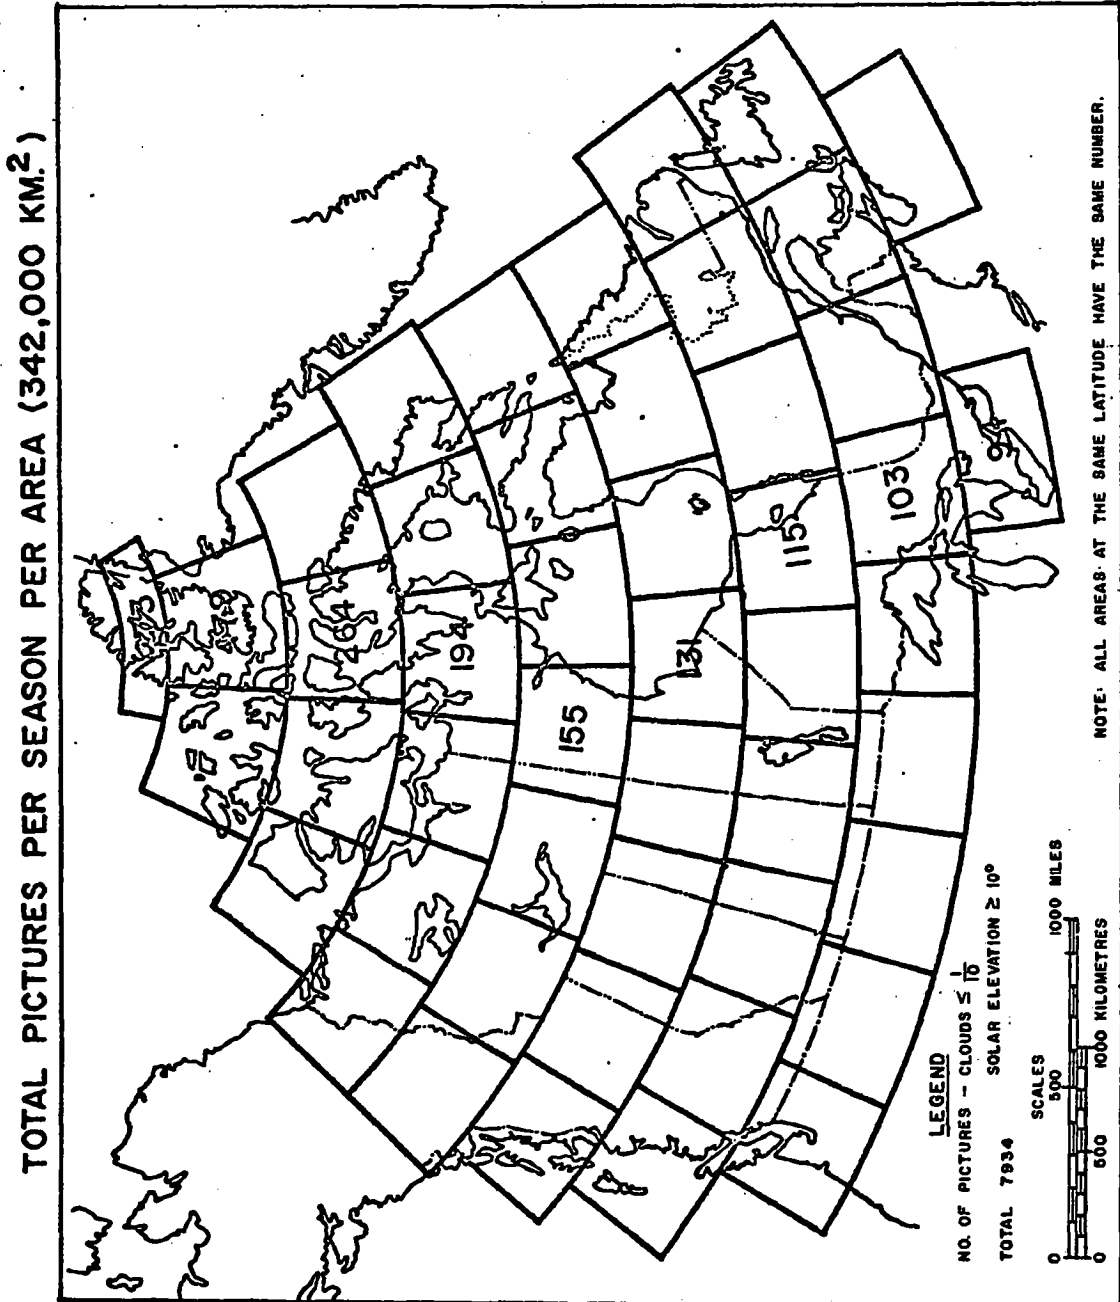 TOTAL PICTURES PER SEASON PER AREA (342,000 KM.²)
464
194
155
131
115
103
97
LEGEND
NO. OF PICTURES – CLOUDS ≤ 1/10
SOLAR ELEVATION ≥ 10°
TOTAL 7934
SCALES
0 500 1000 MILES
0 500 1000 KILOMETRES
NOTE: ALL AREAS AT THE SAME LATITUDE HAVE THE SAME NUMBER.